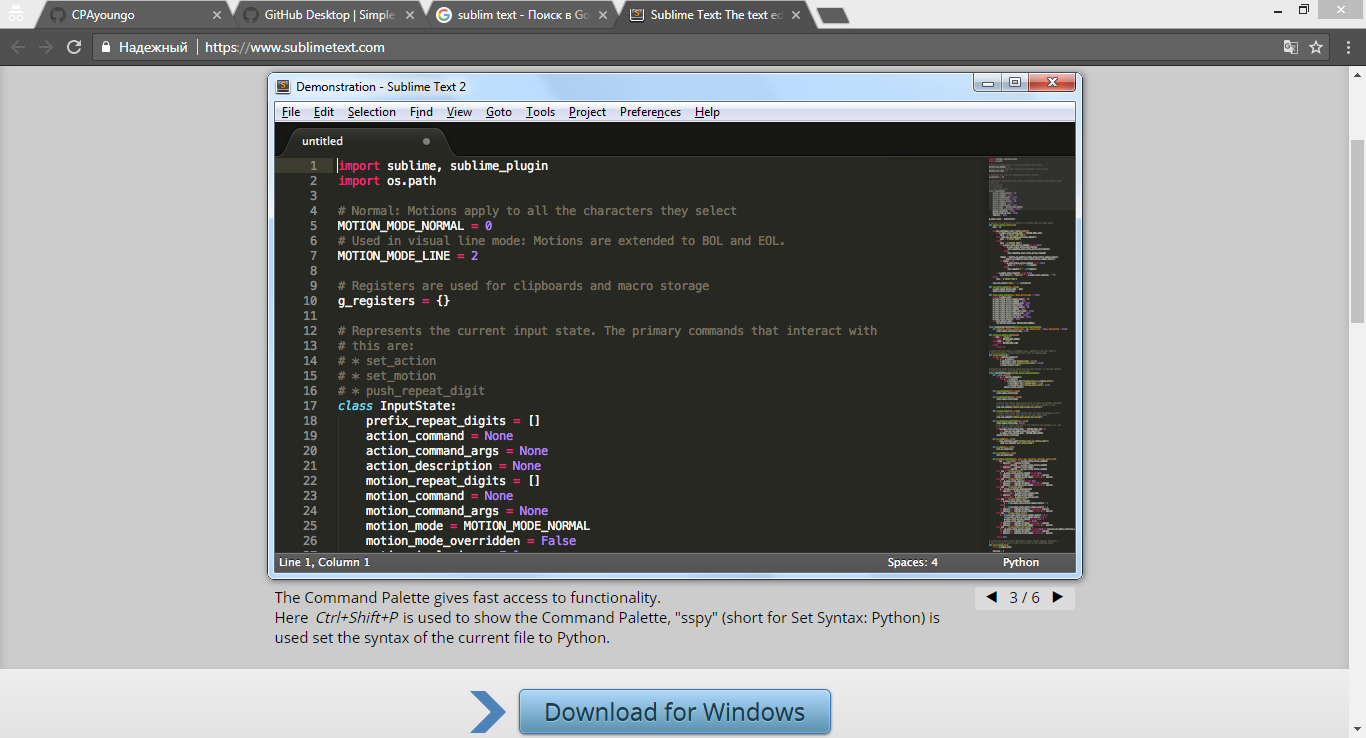 CPAyoungo
GitHub Desktop | Simple
sublim text - Поиск в Go
Sublime Text: The text ed
Надежный
https://www.sublimetext.com
Demonstration - Sublime Text 2
File Edit Selection Find View Goto Tools Project Preferences Help
untitled
1 import sublime, sublime_plugin
2 import os.path
3
4 # Normal: Motions apply to all the characters they select
5 MOTION_MODE_NORMAL = 0
6 # Used in visual line mode: Motions are extended to BOL and EOL.
7 MOTION_MODE_LINE = 2
8
9 # Registers are used for clipboards and macro storage
10 g_registers = {}
11
12 # Represents the current input state. The primary commands that interact with
13 # this are:
14 # * set_action
15 # * set_motion
16 # * push_repeat_digit
17 class InputState:
18 prefix_repeat_digits = []
19 action_command = None
20 action_command_args = None
21 action_description = None
22 motion_repeat_digits = []
23 motion_command = None
24 motion_command_args = None
25 motion_mode = MOTION_MODE_NORMAL
26 motion_mode_overridden = False
Line 1, Column 1 Spaces: 4 Python
The Command Palette gives fast access to functionality.
3 / 6
Here Ctrl+Shift+P is used to show the Command Palette, "sspy" (short for Set Syntax: Python) is
used set the syntax of the current file to Python.
Download for Windows